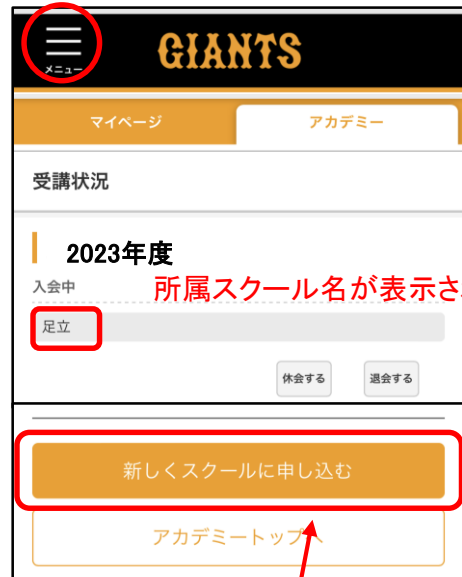 GIANTS
メニュー
マイページ
アカデミー
受講状況
2023年度
入会中
所属スクール名が表示さ
足立
休会する
退会する
新しくスクールに申し込む
アカデミートップへ